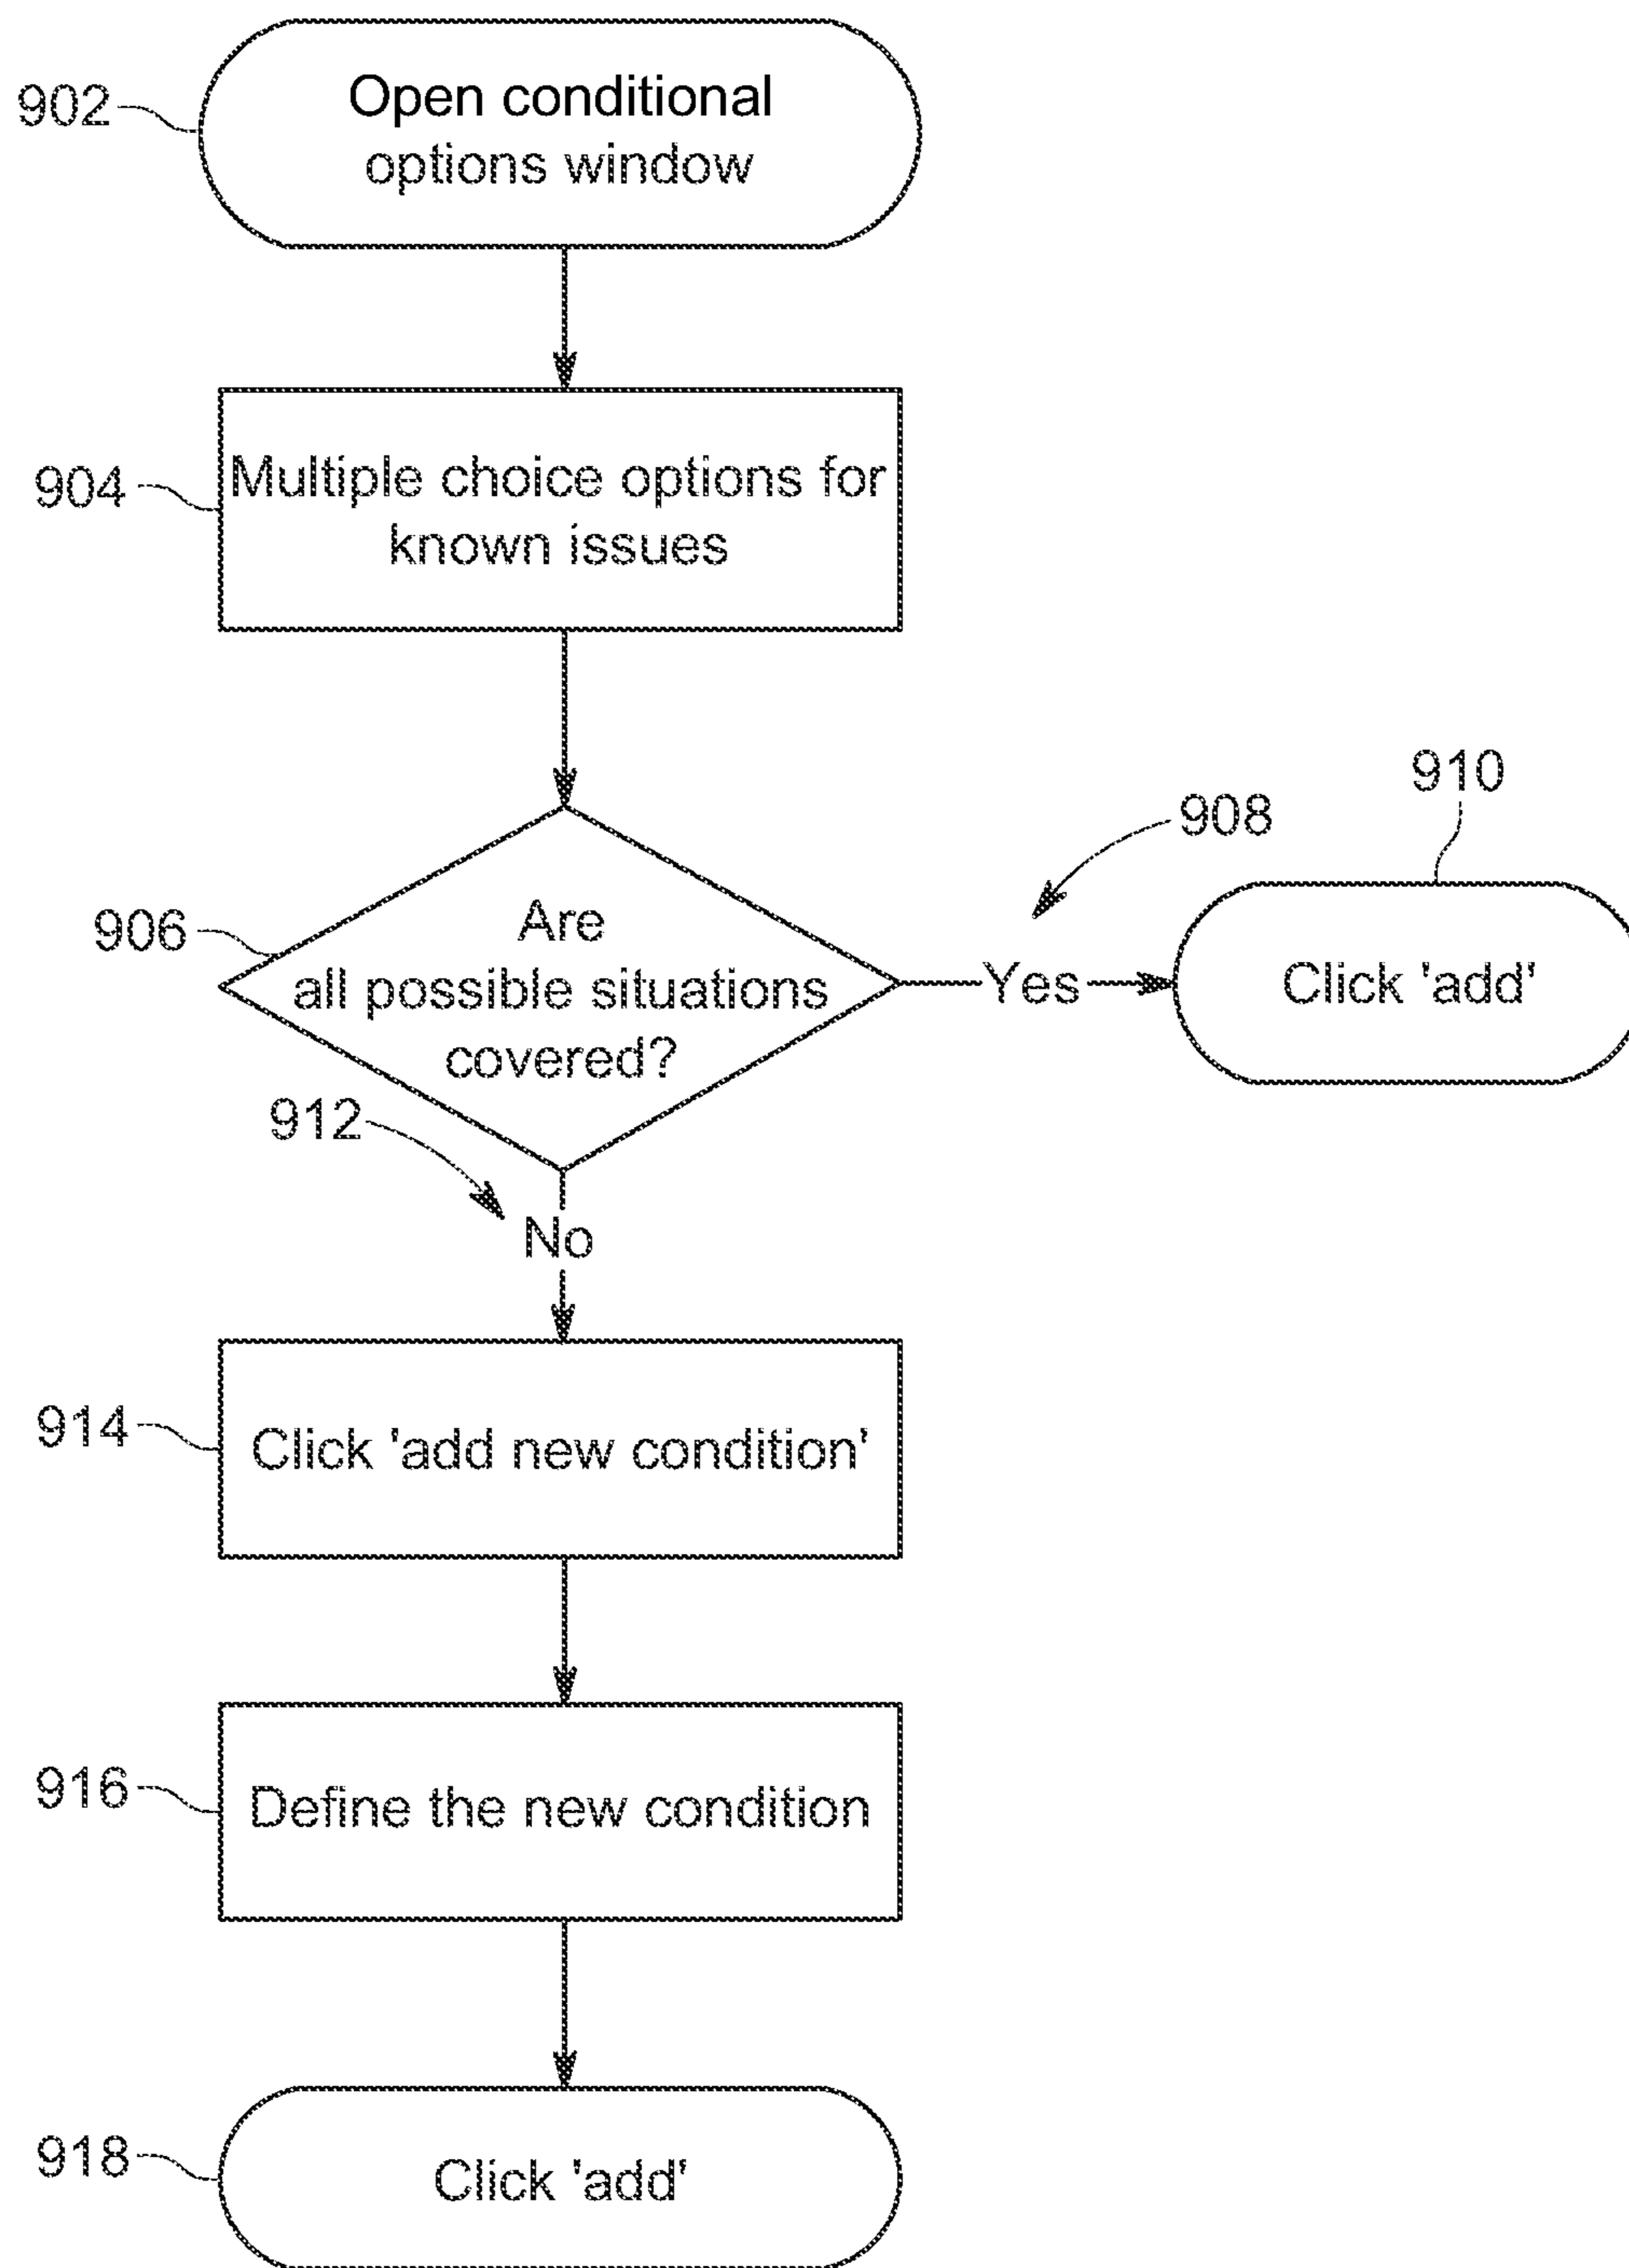 902
Open conditional
options window
904
Multiple choice options for
known issues
910
908
906
Are
all possible situations
covered?
Yes
Click 'add'
912
No
914
Click 'add new condition'
916
Define the new condition
918
Click 'add'